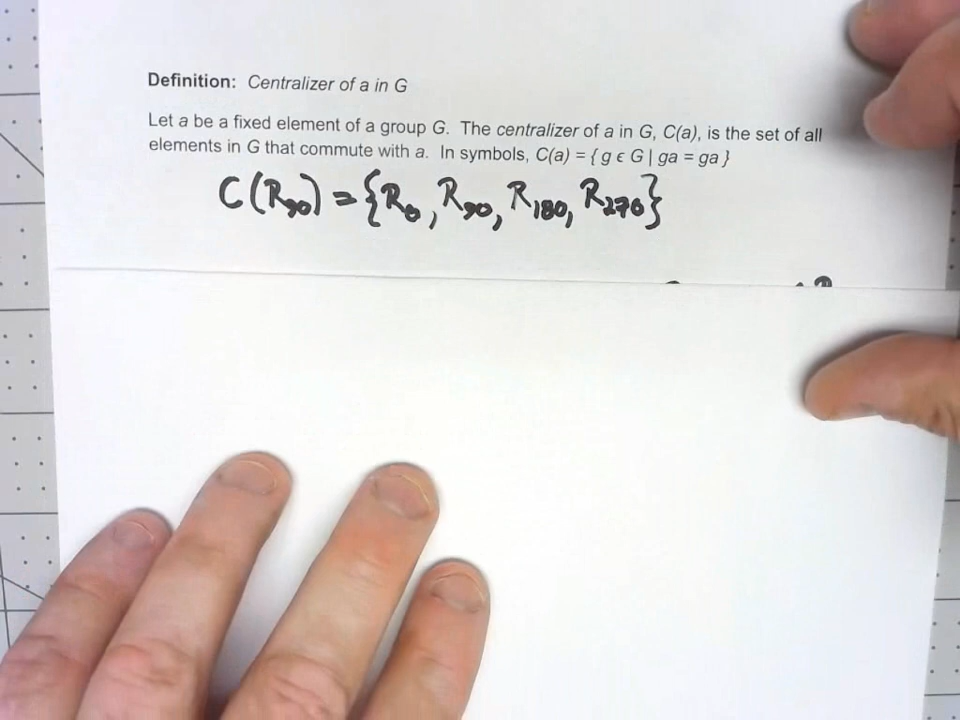 Definition: Centralizer of a in G
Let a be a fixed element of a group G. The centralizer of a in G, C(a), is the set of all
elements in G that commute with a. In symbols, C(a) = { g ϵ G | ga = ga }
C(R₉₀) = {R₀, R₉₀, R₁₈₀, R₂₇₀}